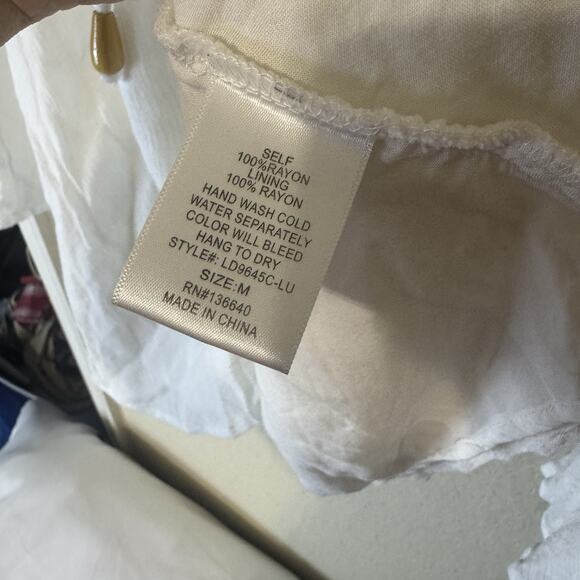 SELF
100%RAYON
LINING
100% RAYON
HAND WASH COLD
WATER SEPARATELY
COLOR WILL BLEED
HANG TO DRY
STYLE#: LD9645C-LU
SIZE: M
RN#136640
MADE IN CHINA